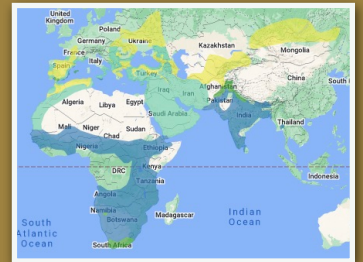 United
Kingdom
Poland
Germany
Ukraine
France
Italy
Spain
Turkey
Kazakhstan
Mongolia
China
South
Afghanistan
Iraq
Iran
Pakistan
Algeria
Libya
Egypt
Saudi Arabia
India
Mali
Niger
Chad
Sudan
Thailand
Nigeria
Ethiopia
DRC
Kenya
Tanzania
Indonesia
Angola
Namibia
Botswana
Madagascar
Indian
Ocean
South
Atlantic
Ocean
South Africa